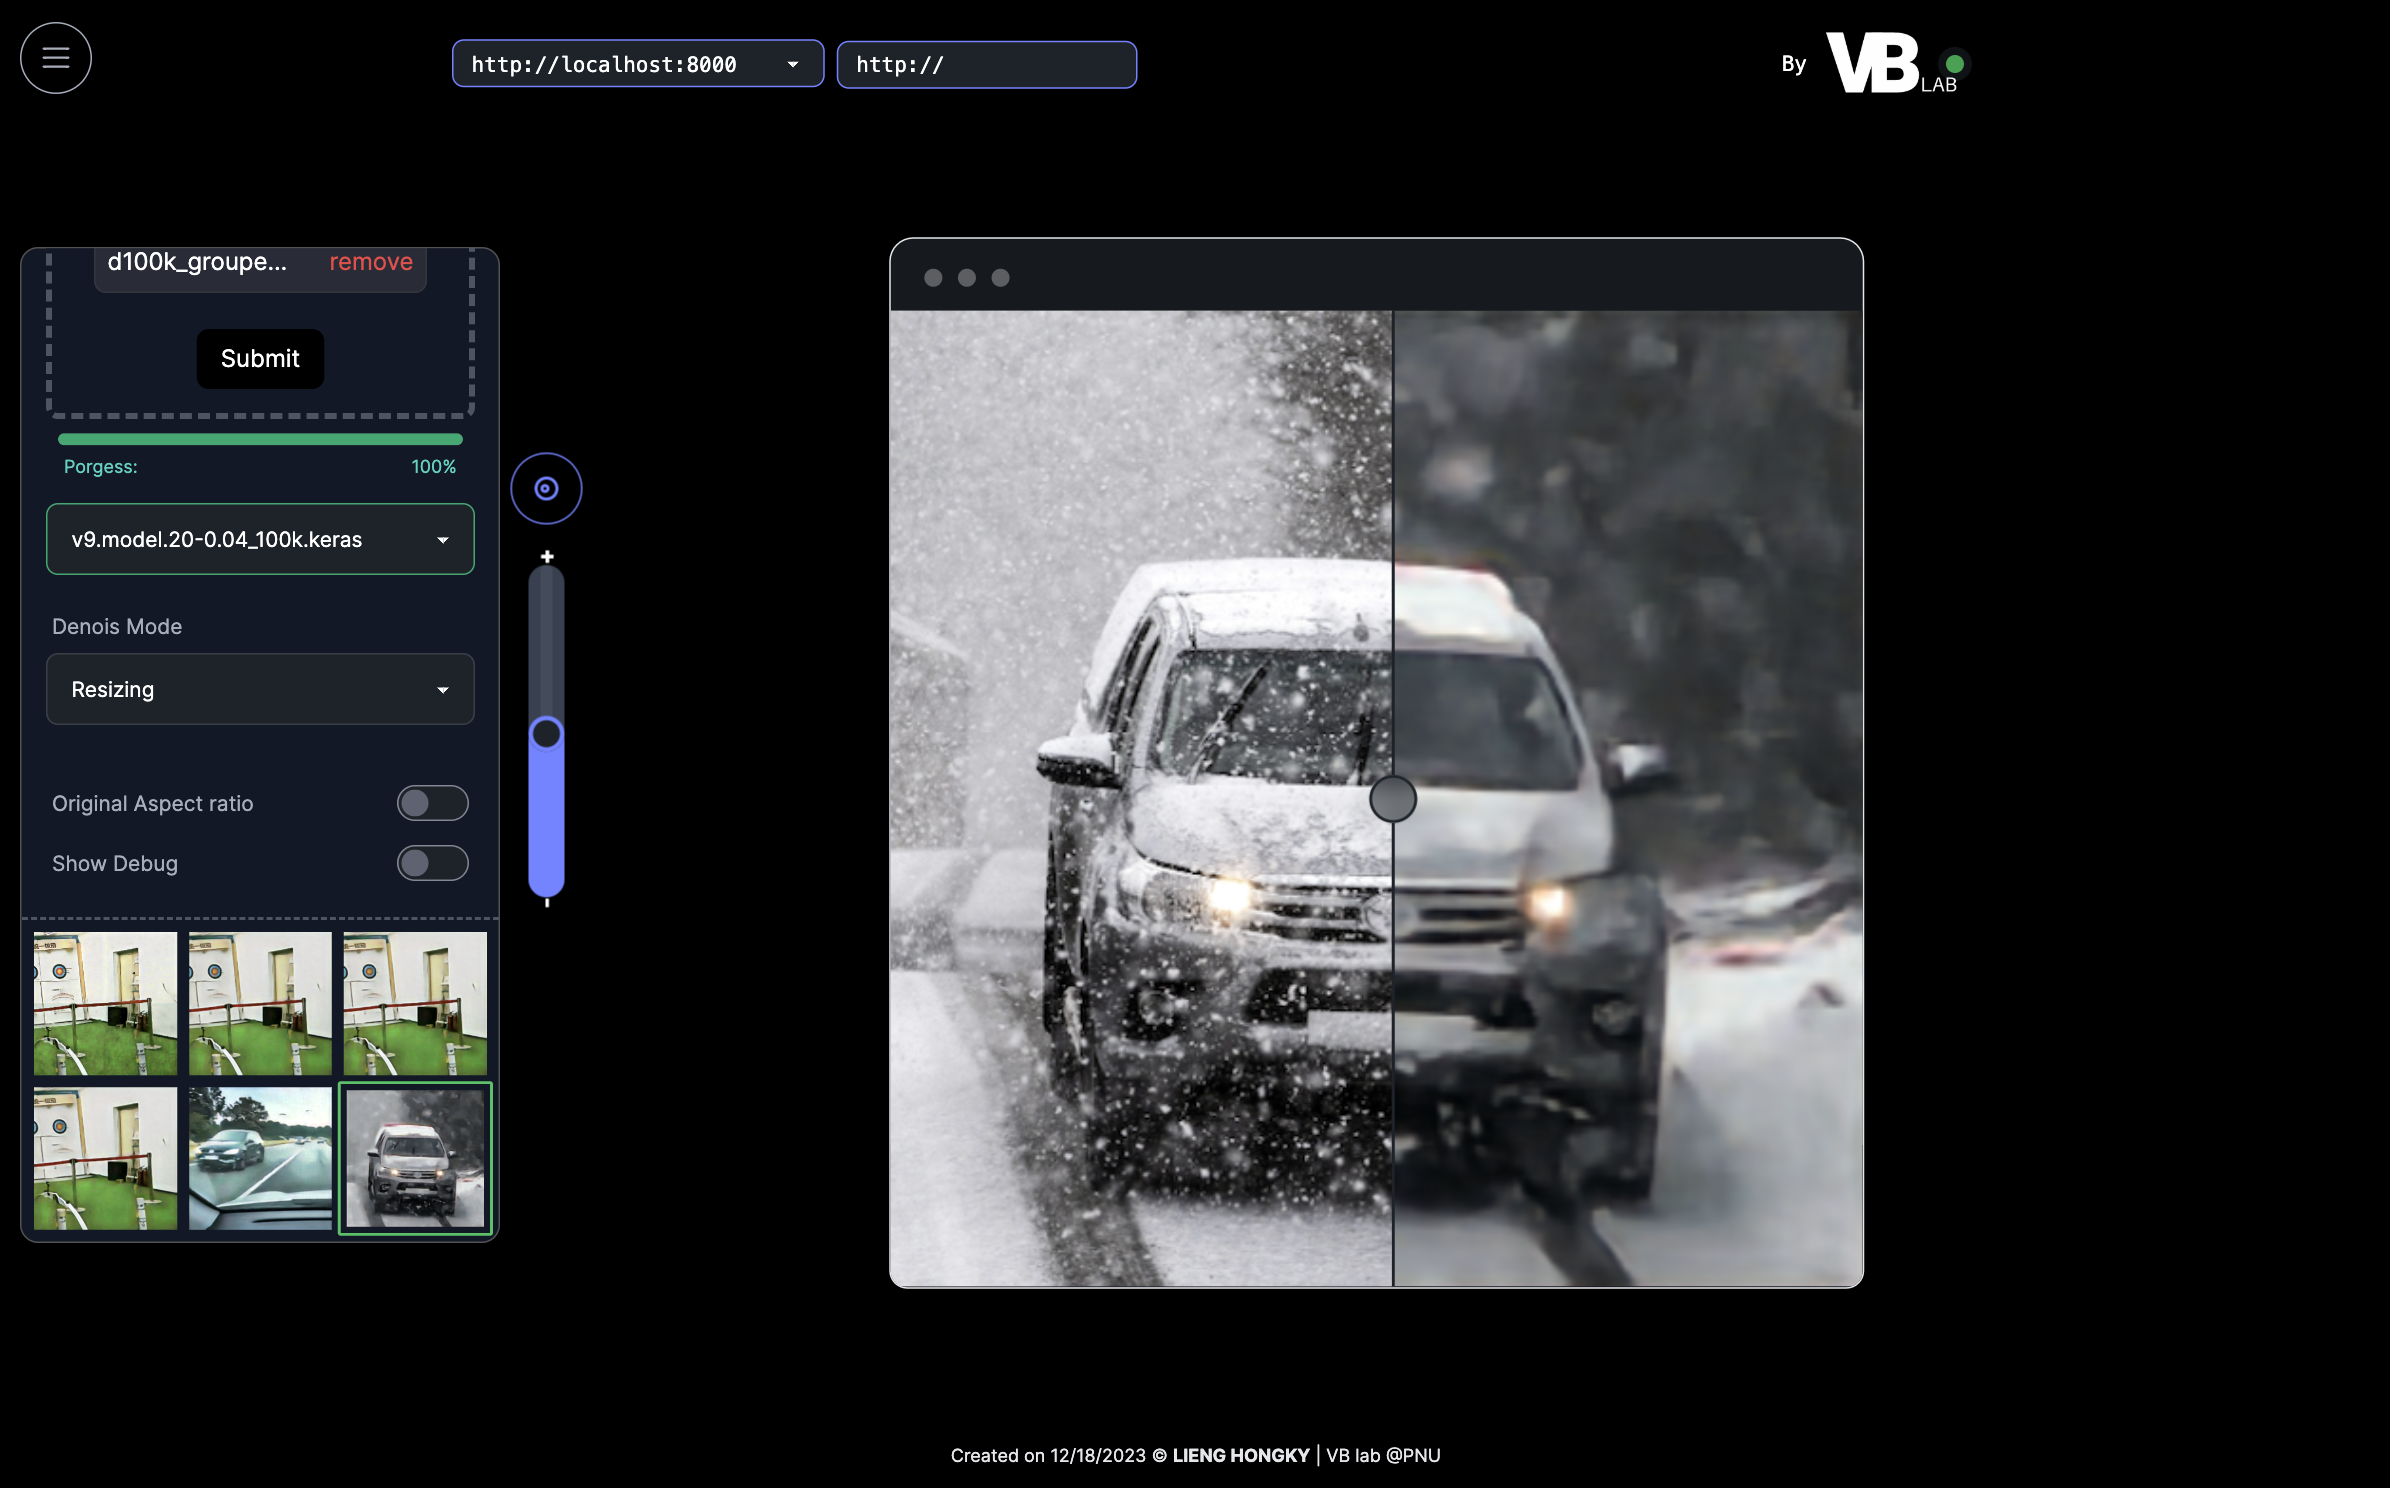 http://localhost:8000
http://
By VB LAB
d100k_groupe... remove
Submit
Porgess: 100%
v9.model.20-0.04_100k.keras
Denois Mode
Resizing
Original Aspect ratio
Show Debug
Created on 12/18/2023 © LIENG HONGKY | VB lab @PNU